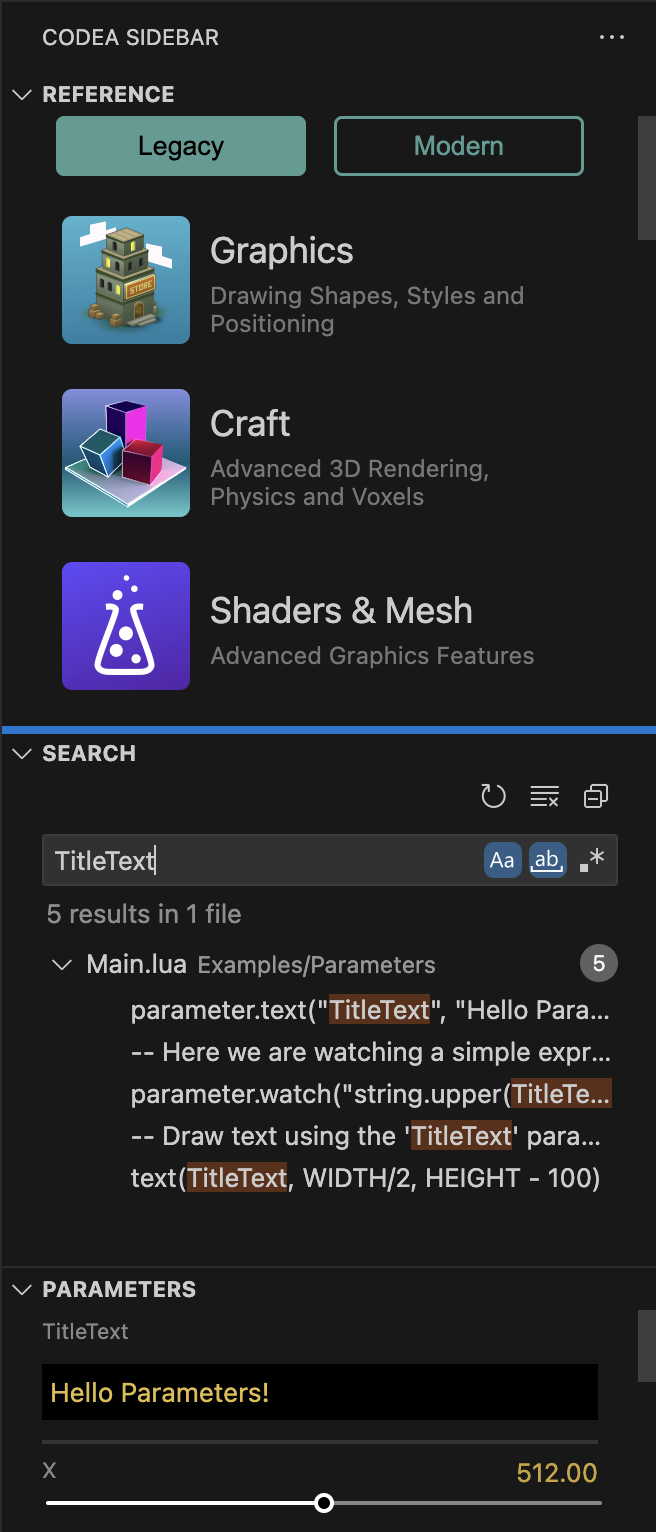 CODEA SIDEBAR
REFERENCE
Legacy
Modern
STORE
Graphics
Drawing Shapes, Styles and
Positioning
Craft
Advanced 3D Rendering,
Physics and Voxels
Shaders & Mesh
Advanced Graphics Features
SEARCH
TitleText
Aa
ab
.*
5 results in 1 file
Main.lua Examples/Parameters 5
parameter.text("TitleText", "Hello Para...
-- Here we are watching a simple expr...
parameter.watch("string.upper(TitleTe...
-- Draw text using the 'TitleText' para...
text(TitleText, WIDTH/2, HEIGHT - 100)
PARAMETERS
TitleText
Hello Parameters!
X 512.00